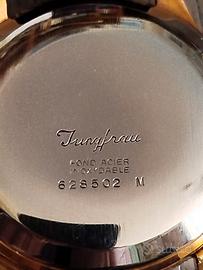 Jungfrau
FOND ACIER
INOXYDABLE
628502 M